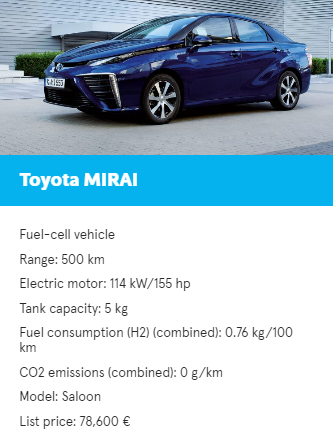 Toyota MIRAI
Fuel-cell vehicle
Range: 500 km
Electric motor: 114 kW/155 hp
Tank capacity: 5 kg
Fuel consumption (H2) (combined): 0.76 kg/100
km
CO2 emissions (combined): 0 g/km
Model: Saloon
List price: 78,600 €